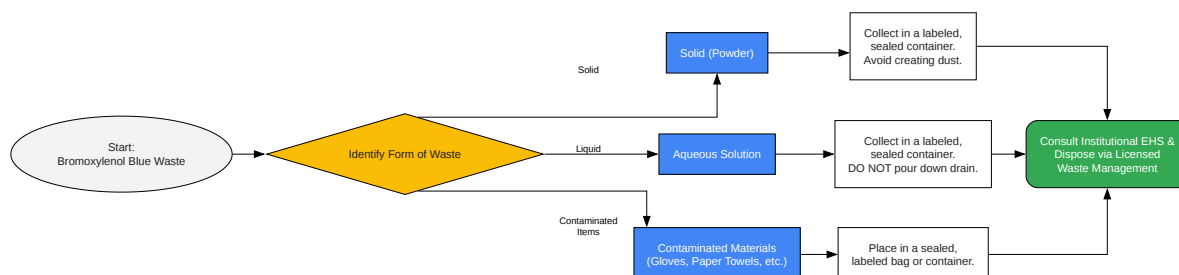 Start:
Bromoxylenol Blue Waste
Identify Form of Waste
Solid
Solid (Powder)
Collect in a labeled,
sealed container.
Avoid creating dust.
Liquid
Aqueous Solution
Collect in a labeled,
sealed container.
DO NOT pour down drain.
Contaminated
Items
Contaminated Materials
(Gloves, Paper Towels, etc.)
Place in a sealed,
labeled bag or container.
Consult Institutional EHS &
Dispose via Licensed
Waste Management